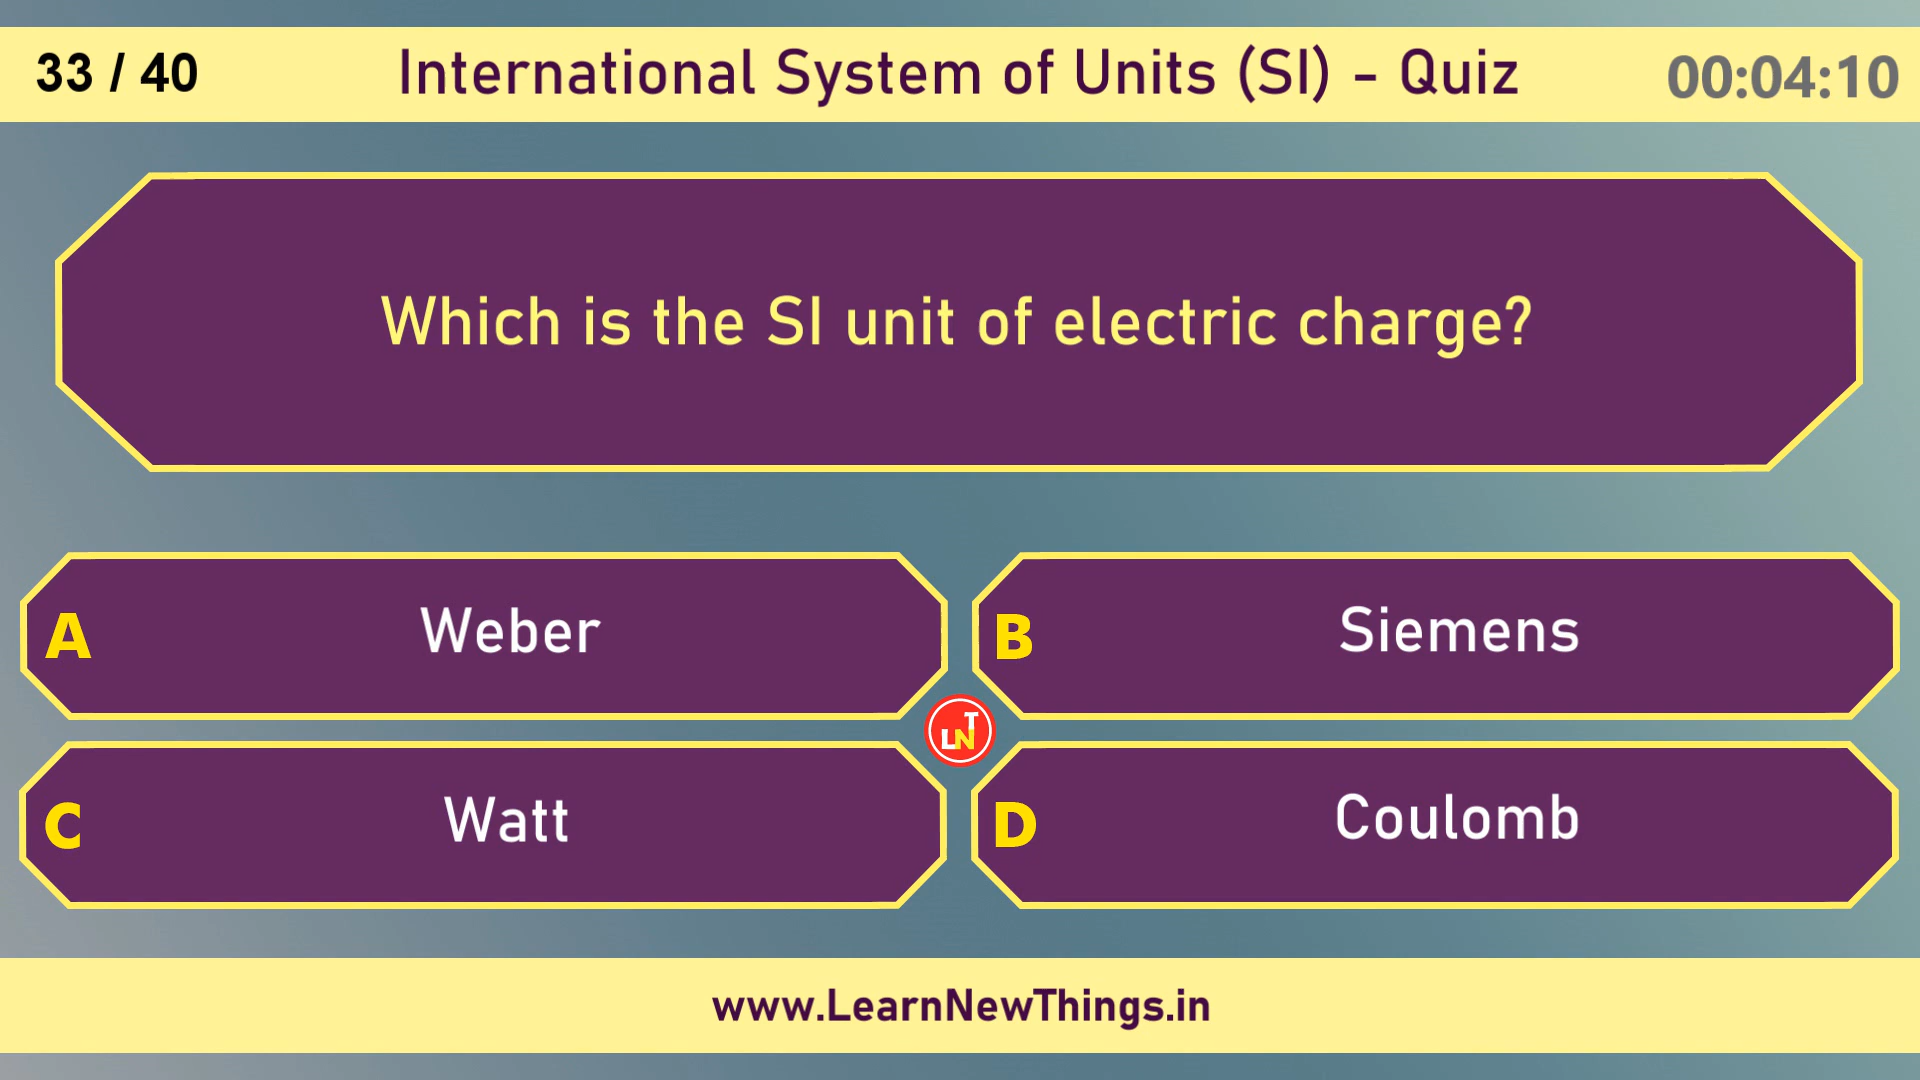 33 / 40
International System of Units (SI) - Quiz
00:04:10
Which is the SI unit of electric charge?
A
Weber
B
Siemens
LNT
C
Watt
D
Coulomb
www.LearnNewThings.in